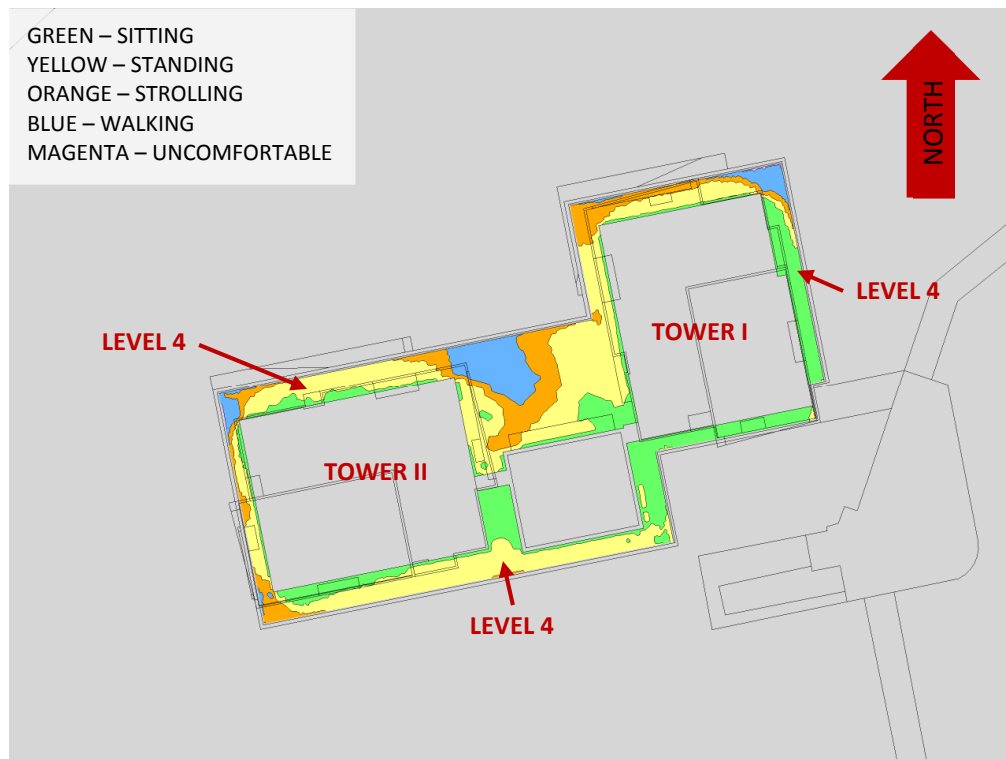 GREEN – SITTING
YELLOW – STANDING
ORANGE – STROLLING
BLUE – WALKING
MAGENTA – UNCOMFORTABLE
NORTH
LEVEL 4
TOWER I
LEVEL 4
TOWER II
LEVEL 4